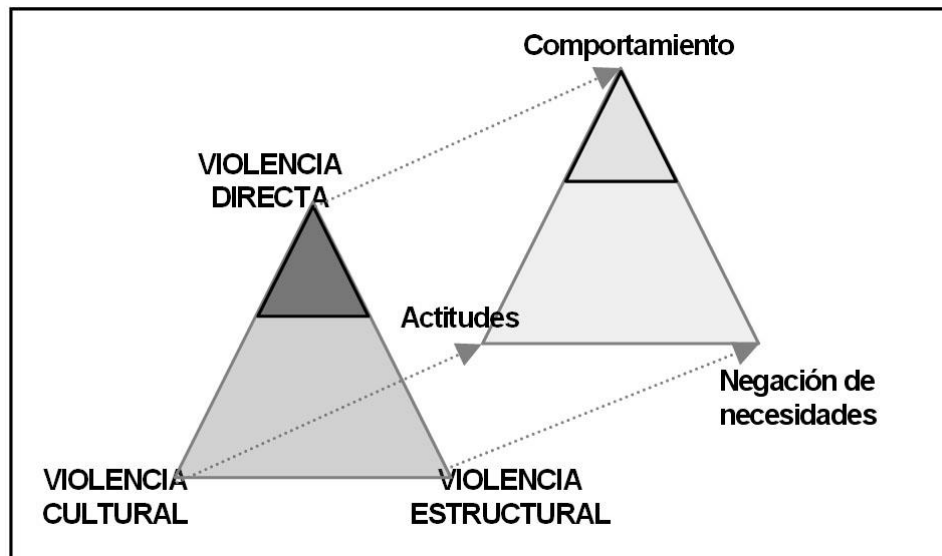 Comportamiento
VIOLENCIA
DIRECTA
Actitudes
Negación de
necesidades
VIOLENCIA
CULTURAL
VIOLENCIA
ESTRUCTURAL